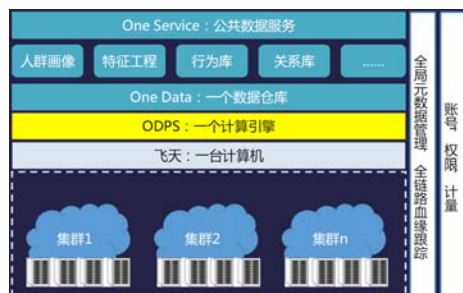 One Service：公共数据服务
人群画像 特征工程 行为库 关系库 ......
One Data：一个数据仓库
ODPS：一个计算引擎
飞天：一台计算机
集群1 集群2 集群n
全局元数据管理，全链路血缘跟踪
账号，权限，计量